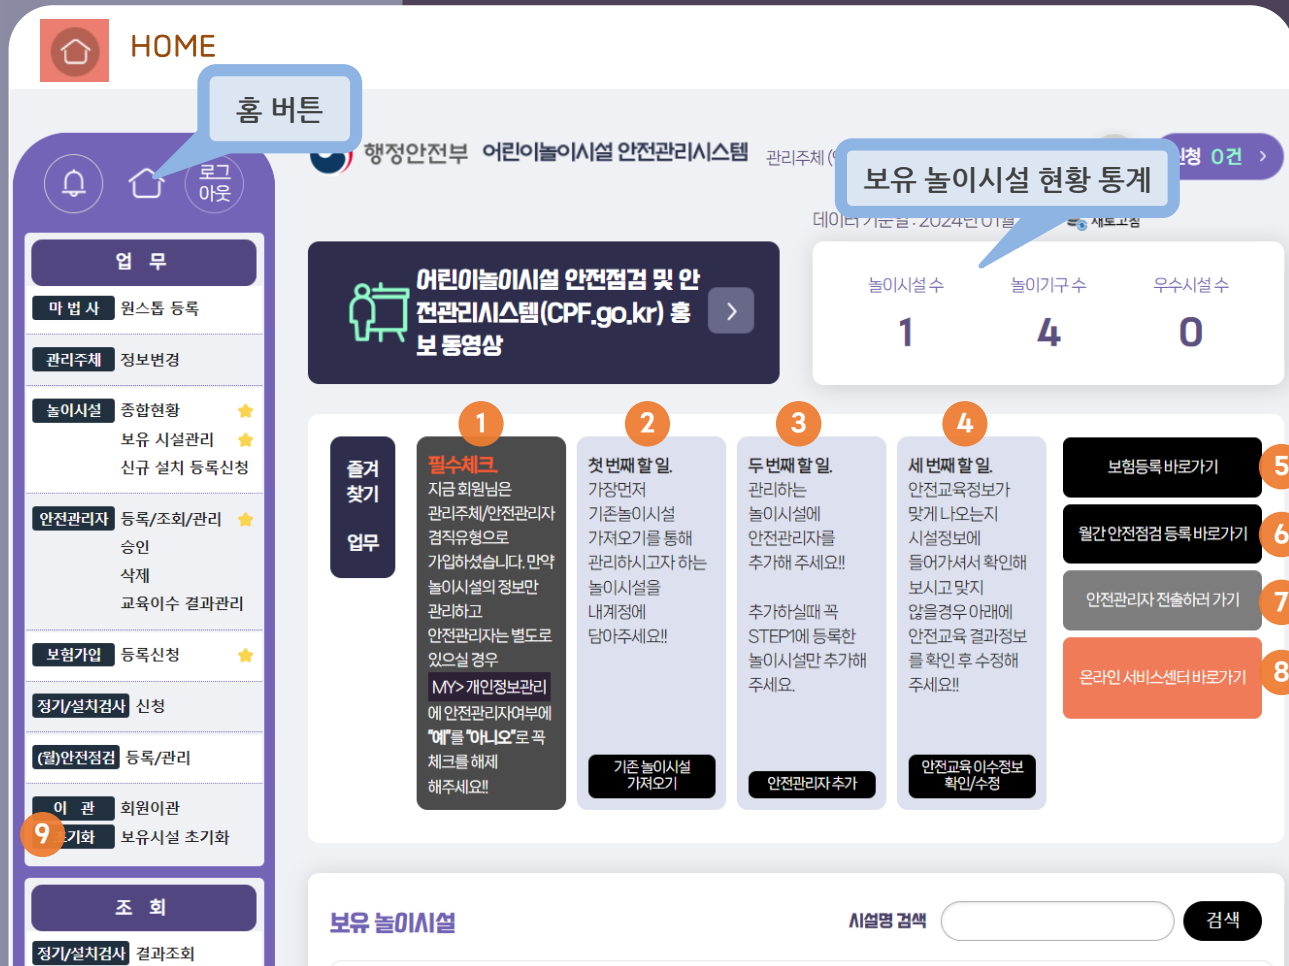 HOME
홈 버튼
로그
아웃
행정안전부 어린이놀이시설 안전관리시스템 관리주체
보유 놀이시설 현황 통계
신청 0건
데이터 기준일 : 2024년 01월
새로고침
업 무
마 법 사 원스톱 등록
관리주체 정보변경
놀이시설 종합현황
보유 시설관리
신규 설치 등록신청
안전관리자 등록/조회/관리
승인
삭제
교육이수 결과관리
보험가입 등록신청
정기/설치검사 신청
(월)안전점검 등록/관리
이 관 회원이관
9 기화 보유시설 초기화
조 회
정기/설치검사 결과조회
어린이놀이시설 안전점검 및 안
전관리시스템(CPF.go.kr) 홍
보 동영상
놀이시설 수 놀이기구 수 우수시설 수
1 4 0
즐겨
찾기
업무
1
필수체크.
지금 회원님은
관리주체/안전관리자
겸직유형으로
가입하셨습니다. 만약
놀이시설의 정보만
관리하고
안전관리자는 별도로
있으실 경우
MY> 개인정보관리
에 안전관리자여부에
"예"를 "아니오"로 꼭
체크를 해제
해주세요!!
2
첫 번째 할 일.
가장먼저
기존놀이시설
가져오기를 통해
관리하시고자 하는
놀이시설을
내계정에
담아주세요!!
기존 놀이시설
가져오기
3
두 번째 할 일.
관리하는
놀이시설에
안전관리자를
추가해 주세요!!
추가하실때 꼭
STEP1에 등록한
놀이시설만 추가해
주세요.
안전관리자 추가
4
세 번째 할 일.
안전교육정보가
맞게 나오는지
시설정보에
들어가셔서 확인해
보시고 맞지
않을경우 아래에
안전교육 결과정보
를 확인 후 수정해
주세요!!
안전교육 이수정보
확인/수정
보험등록 바로가기 5
월간 안전점검 등록 바로가기 6
안전관리자 전출하러 가기 7
온라인 서비스센터 바로가기 8
보유 놀이시설
시설명 검색
검색